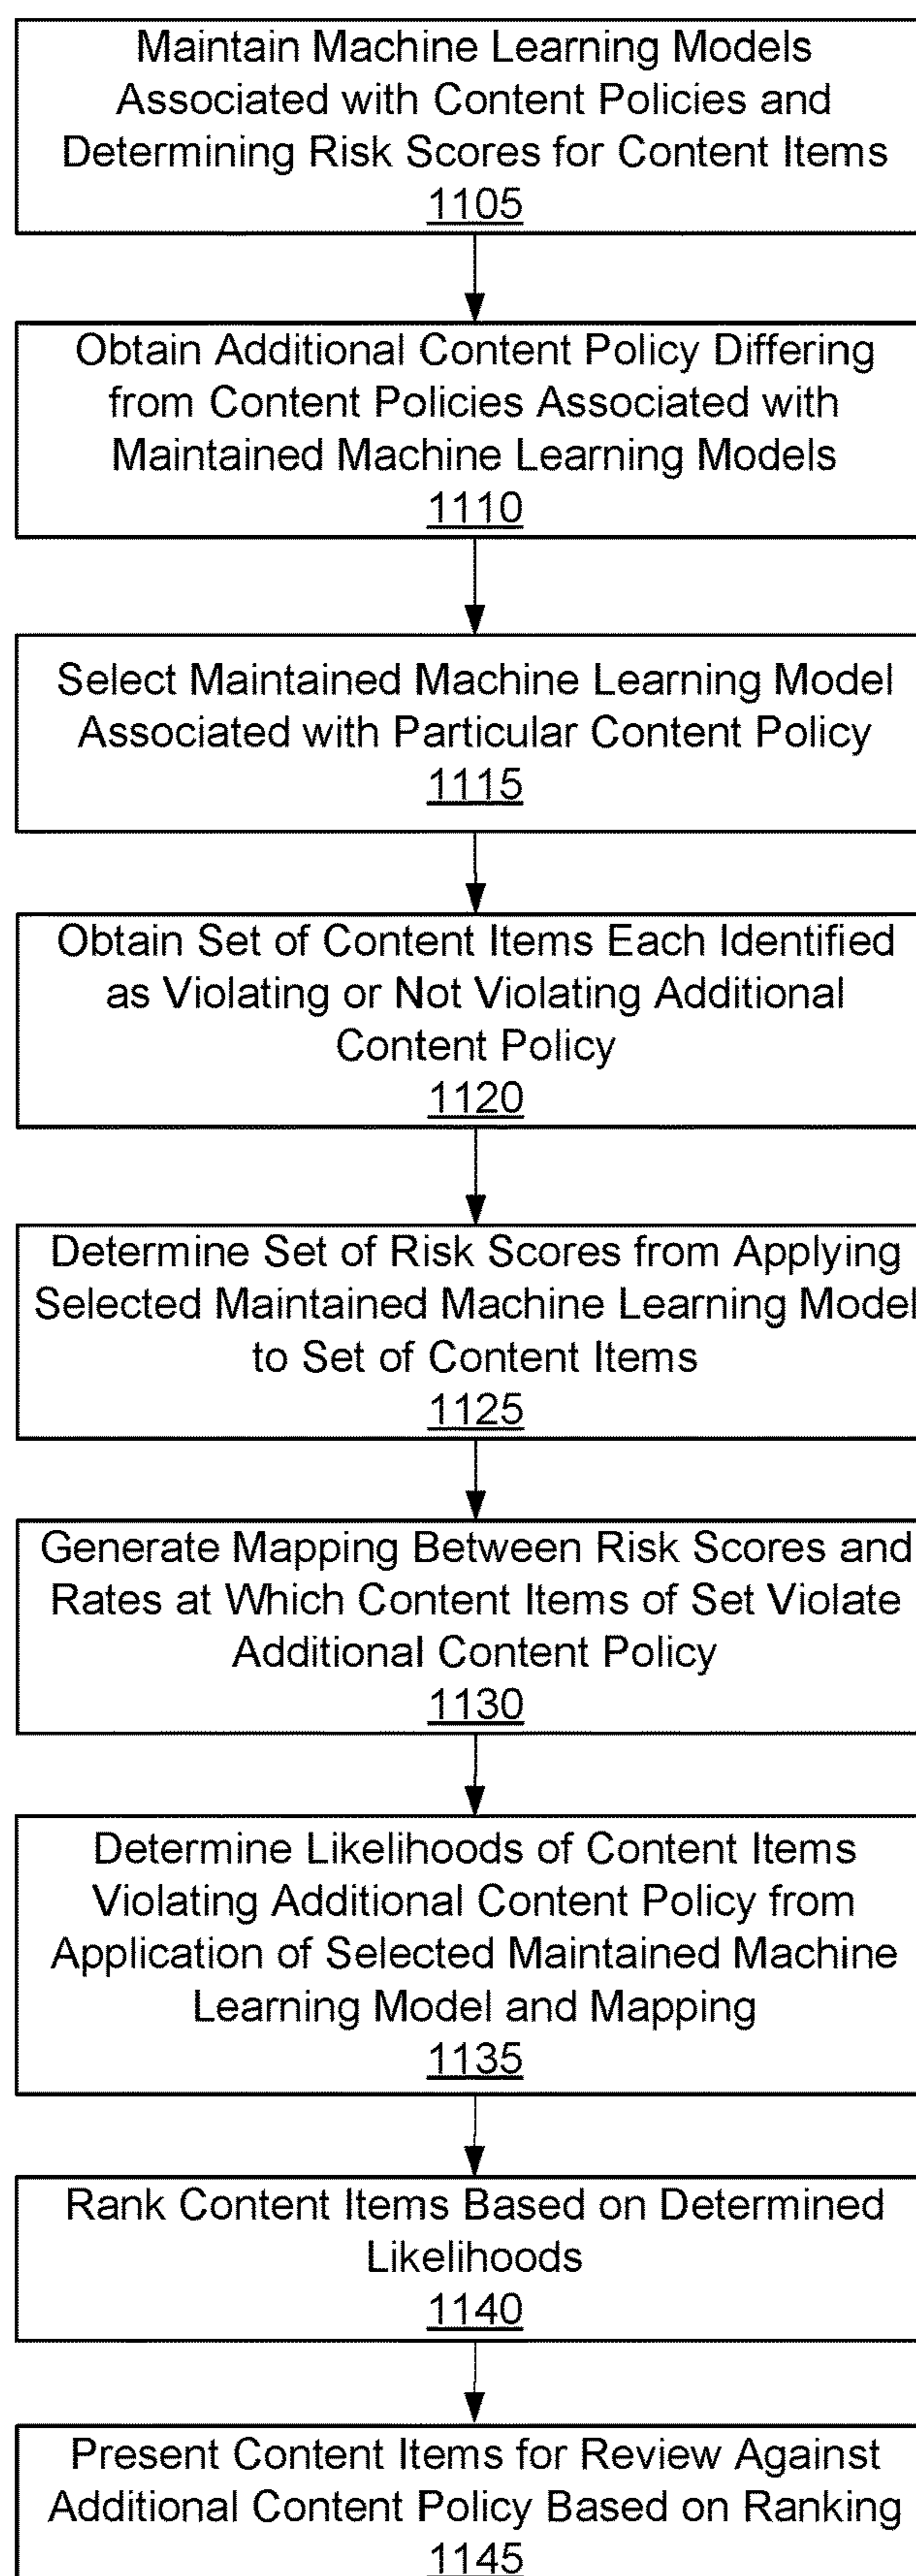 Maintain Machine Learning Models
Associated with Content Policies and
Determining Risk Scores for Content Items
1105
Obtain Additional Content Policy Differing
from Content Policies Associated with
Maintained Machine Learning Models
1110
Select Maintained Machine Learning Model
Associated with Particular Content Policy
1115
Obtain Set of Content Items Each Identified
as Violating or Not Violating Additional
Content Policy
1120
Determine Set of Risk Scores from Applying
Selected Maintained Machine Learning Model
to Set of Content Items
1125
Generate Mapping Between Risk Scores and
Rates at Which Content Items of Set Violate
Additional Content Policy
1130
Determine Likelihoods of Content Items
Violating Additional Content Policy from
Application of Selected Maintained Machine
Learning Model and Mapping
1135
Rank Content Items Based on Determined
Likelihoods
1140
Present Content Items for Review Against
Additional Content Policy Based on Ranking
1145